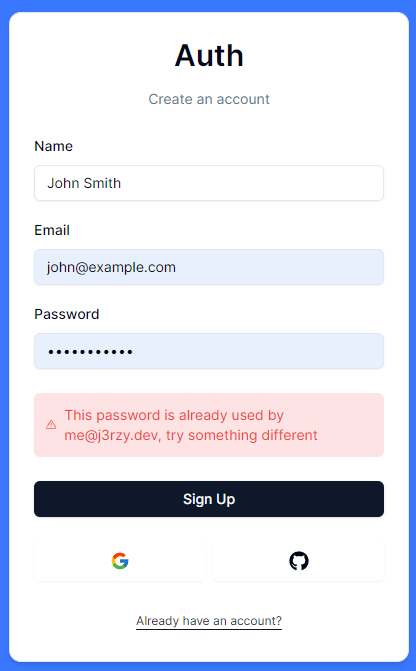 Auth
Create an account
Name
John Smith
Email
john@example.com
Password
•••••••••••
This password is already used by
me@j3rzy.dev, try something different
Sign Up
Already have an account?